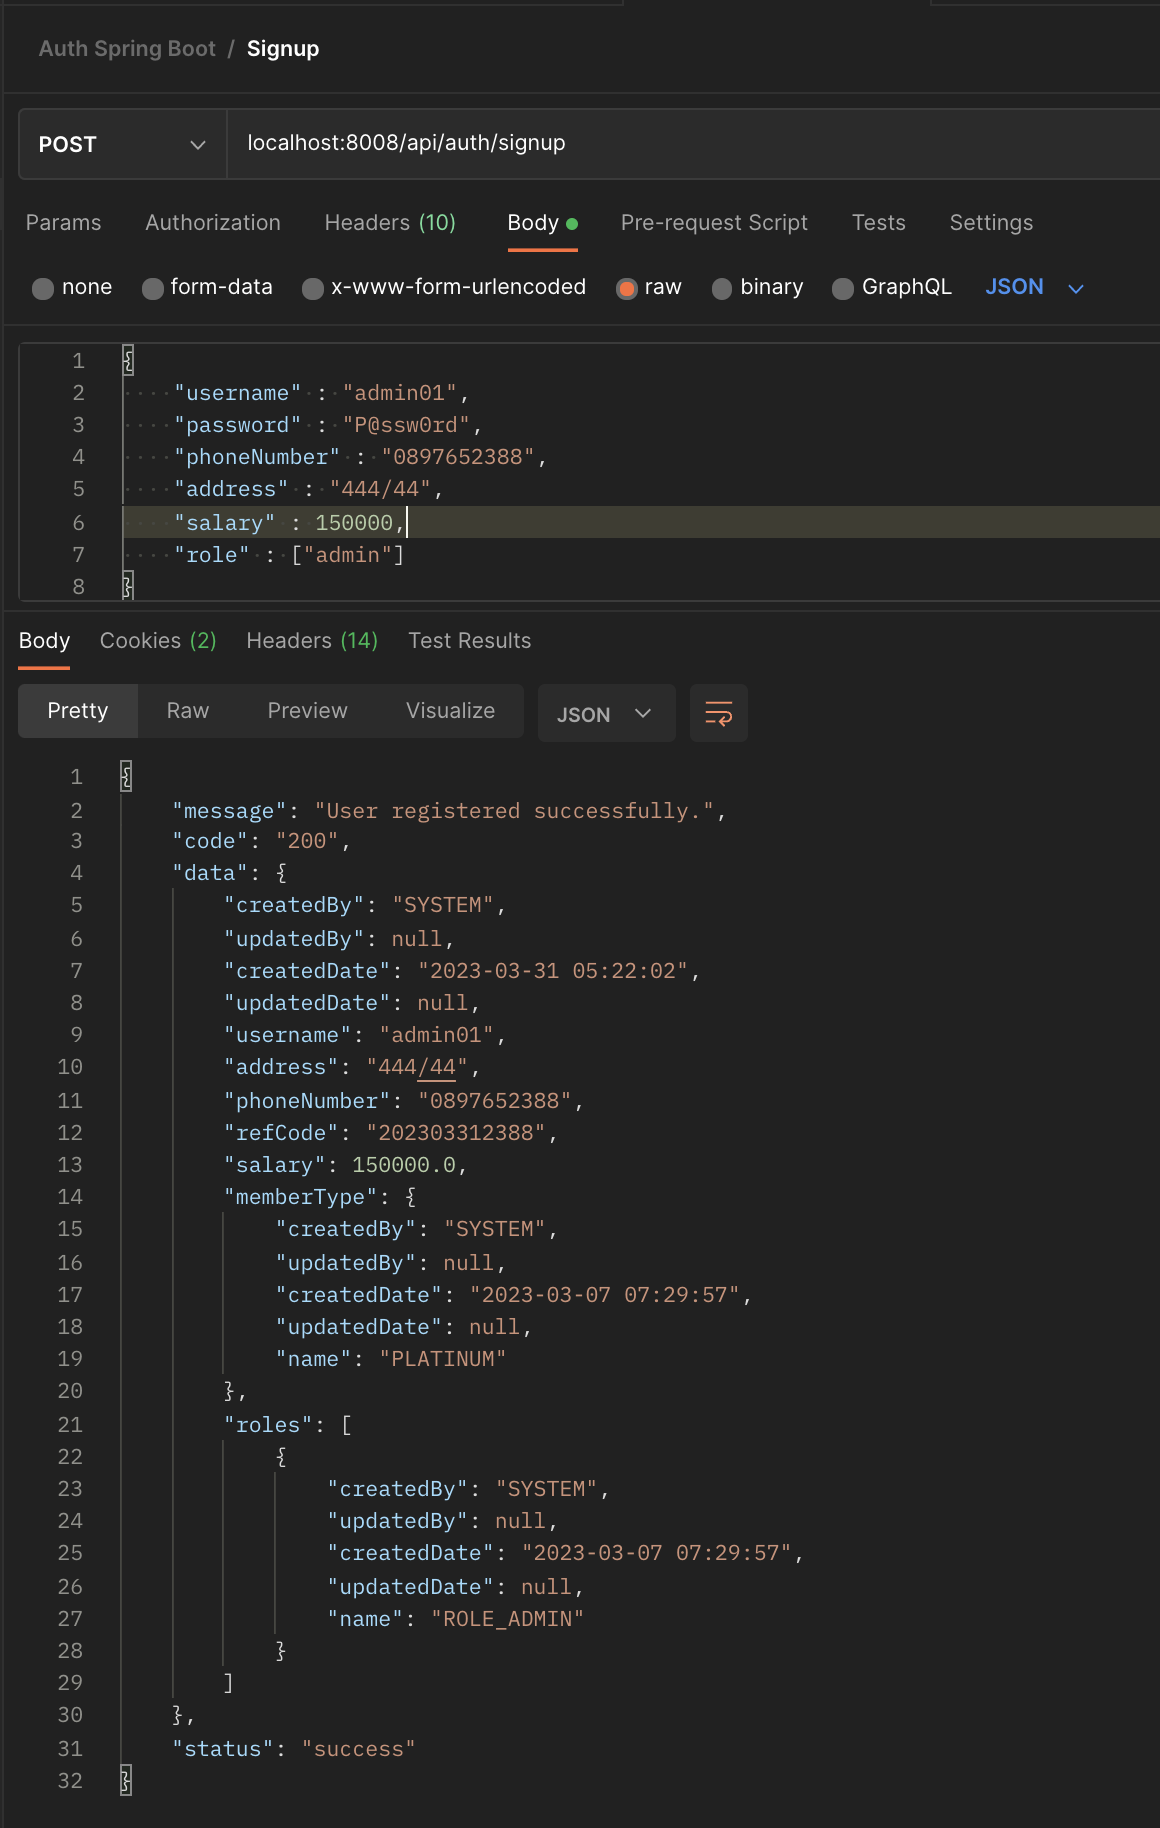 Auth Spring Boot / Signup
POST localhost:8008/api/auth/signup
Params Authorization Headers (10) Body Pre-request Script Tests Settings
none form-data x-www-form-urlencoded raw binary GraphQL JSON
1 {
2 "username" : "admin01",
3 "password" : "P@ssw0rd",
4 "phoneNumber" : "0897652388",
5 "address" : "444/44",
6 "salary" : 150000,
7 "role" : ["admin"]
8 }
Body Cookies (2) Headers (14) Test Results
Pretty Raw Preview Visualize JSON
1 {
2 "message": "User registered successfully.",
3 "code": "200",
4 "data": {
5 "createdBy": "SYSTEM",
6 "updatedBy": null,
7 "createdDate": "2023-03-31 05:22:02",
8 "updatedDate": null,
9 "username": "admin01",
10 "address": "444/44",
11 "phoneNumber": "0897652388",
12 "refCode": "202303312388",
13 "salary": 150000.0,
14 "memberType": {
15 "createdBy": "SYSTEM",
16 "updatedBy": null,
17 "createdDate": "2023-03-07 07:29:57",
18 "updatedDate": null,
19 "name": "PLATINUM"
20 },
21 "roles": [
22 {
23 "createdBy": "SYSTEM",
24 "updatedBy": null,
25 "createdDate": "2023-03-07 07:29:57",
26 "updatedDate": null,
27 "name": "ROLE_ADMIN"
28 }
29 ]
30 },
31 "status": "success"
32 }